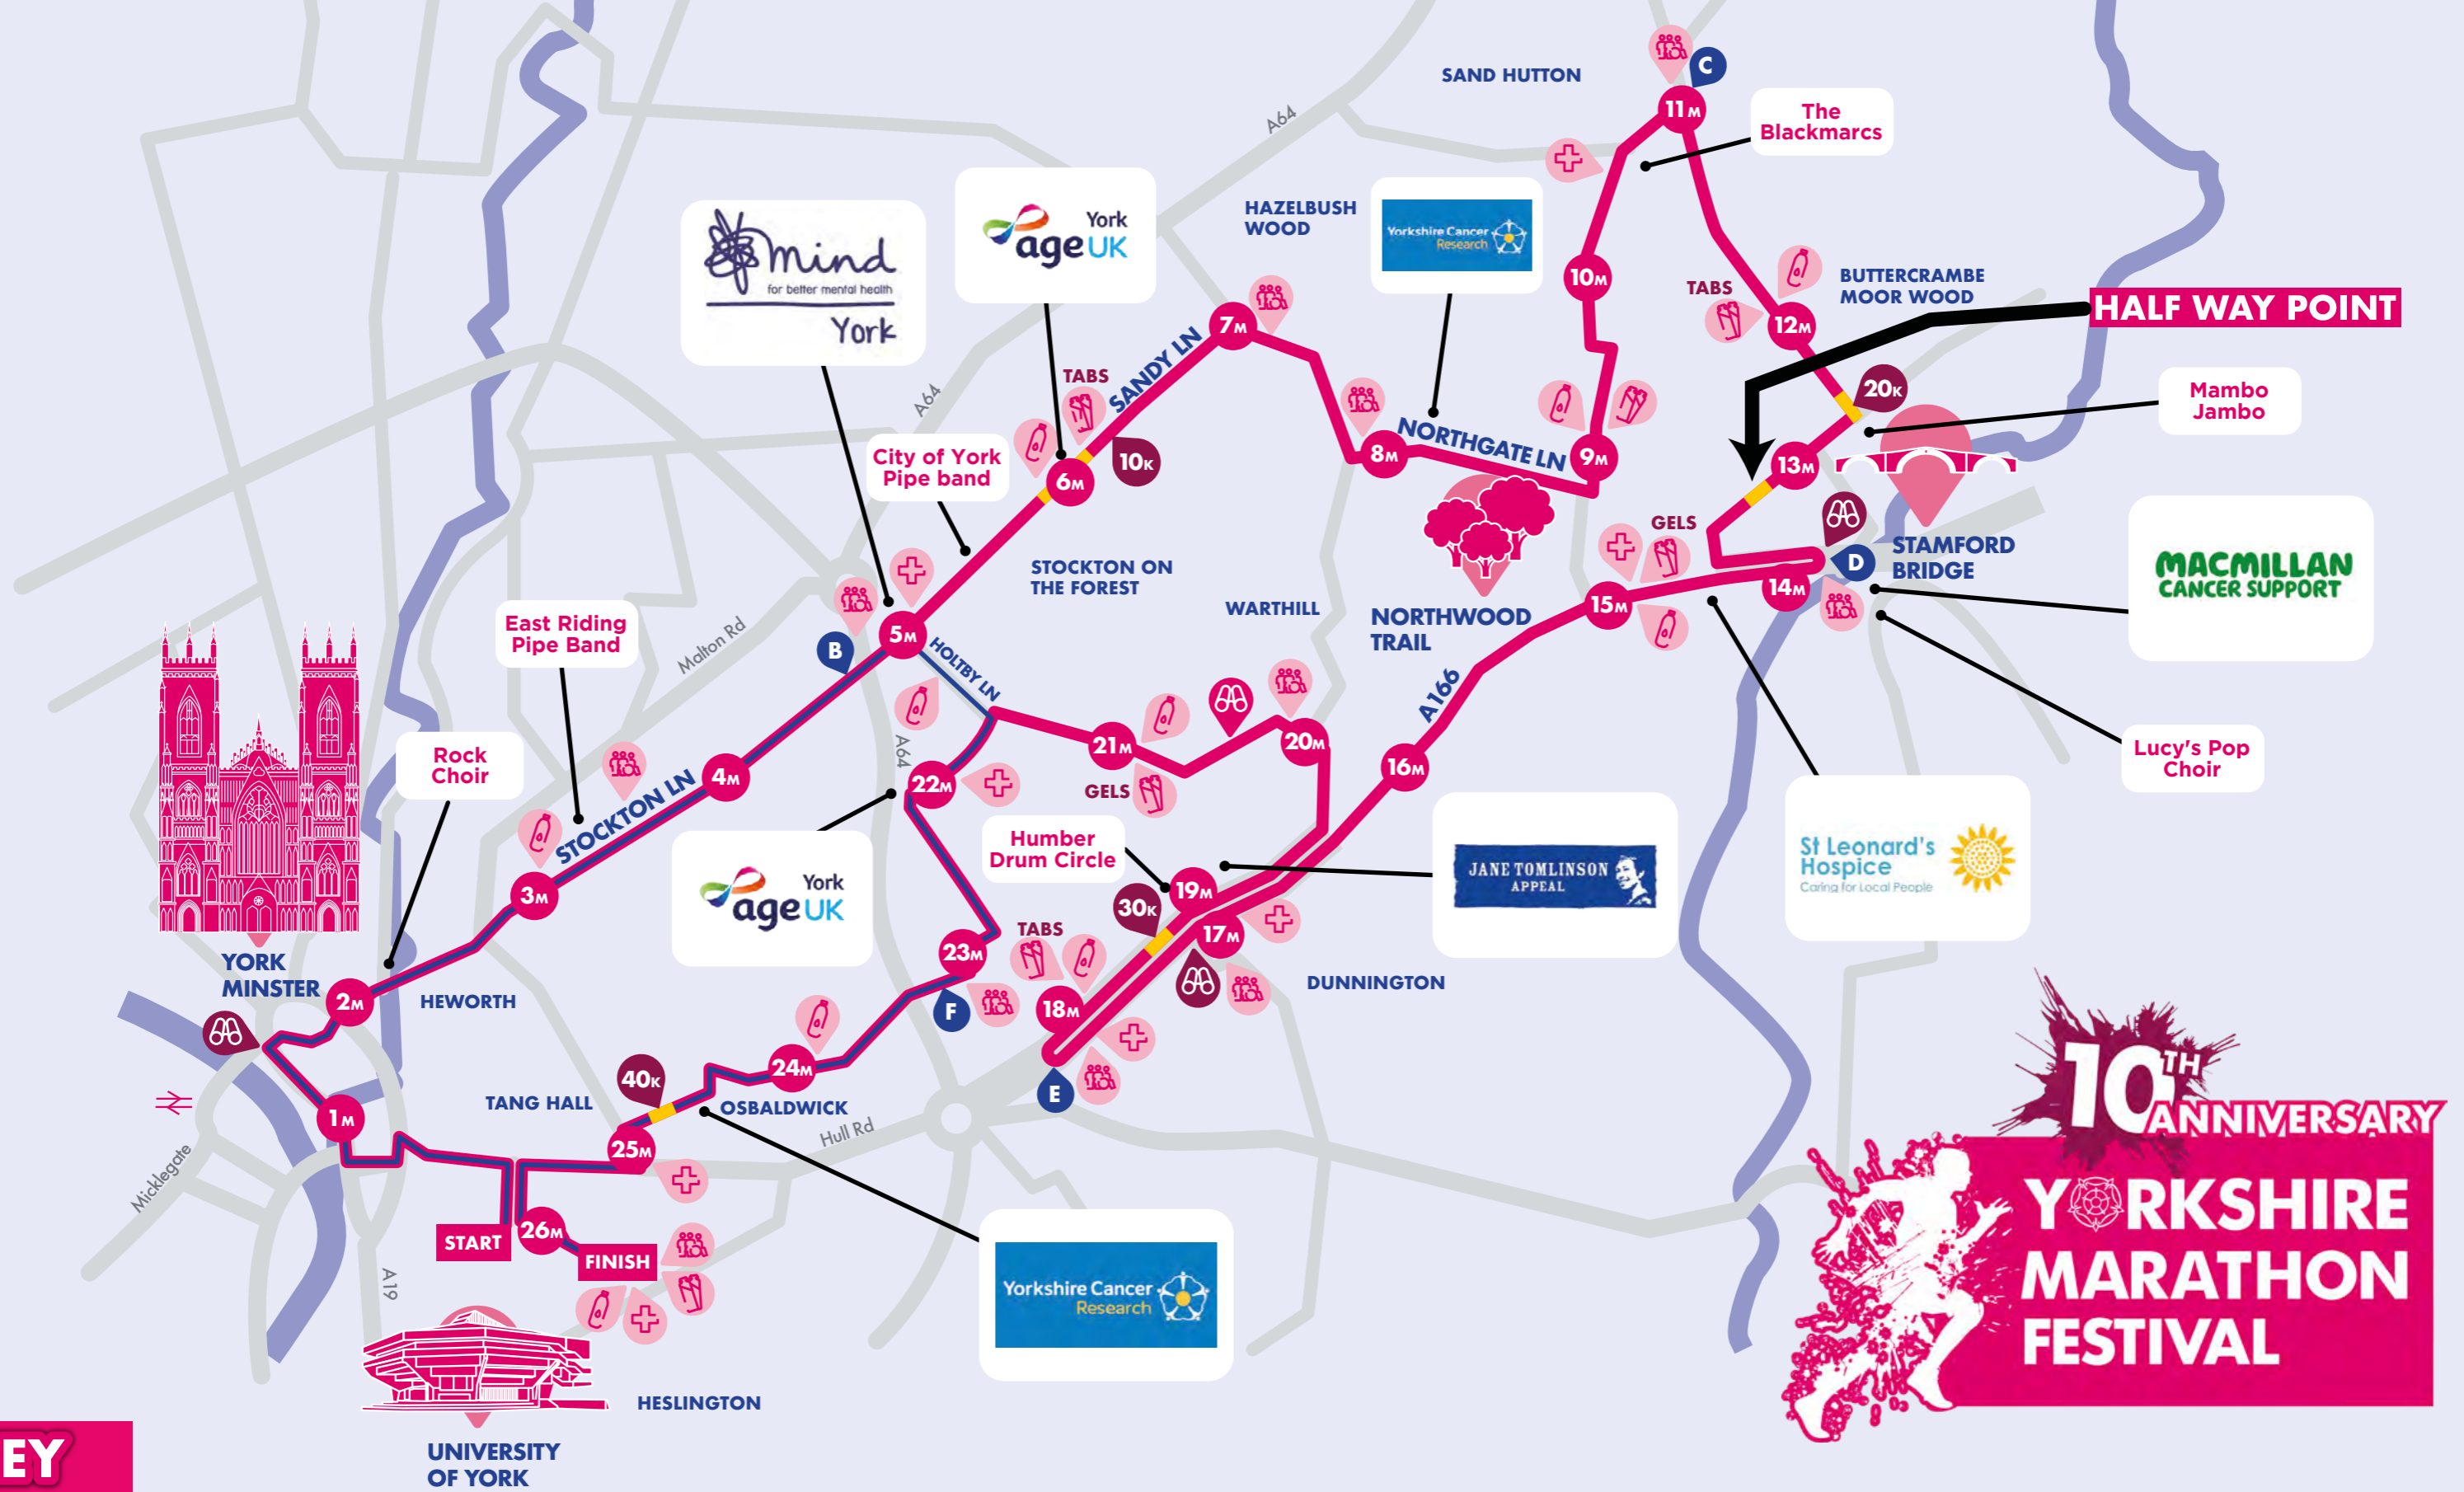 SAND HUTTON
C
11M
The
Blackmarcs
A64
HAZELBUSH
WOOD
Yorkshire Cancer
Research
mind
for better mental health
York
York
age UK
10M
TABS
BUTTERCRAMBE
MOOR WOOD
12M
HALF WAY POINT
7M
SANDY LN
TABS
A64
20K
Mambo
Jambo
City of York
Pipe band
6M
10K
8M
NORTHGATE LN
9M
13M
GELS
STAMFORD
BRIDGE
D
14M
MACMILLAN
CANCER SUPPORT
STOCKTON ON
THE FOREST
WARTHILL
NORTHWOOD
TRAIL
15M
East Riding
Pipe Band
Malton Rd
B
5M
HOLTBY LN
A166
Lucy's Pop
Choir
Rock
Choir
STOCKTON LN
4M
A64
22M
21M
GELS
20M
16M
York
age UK
Humber
Drum Circle
JANE TOMLINSON
APPEAL
St Leonard's
Hospice
Caring for Local People
3M
19M
30K
17M
TABS
23M
F
18M
DUNNINGTON
YORK
MINSTER
2M
HEWORTH
E
24M
40K
TANG HALL
OSBALDWICK
Hull Rd
1M
25M
Micklegate
START
26M
FINISH
A19
Yorkshire Cancer
Research
HESLINGTON
UNIVERSITY
OF YORK
EY
10TH
ANNIVERSARY
YORKSHIRE
MARATHON
FESTIVAL